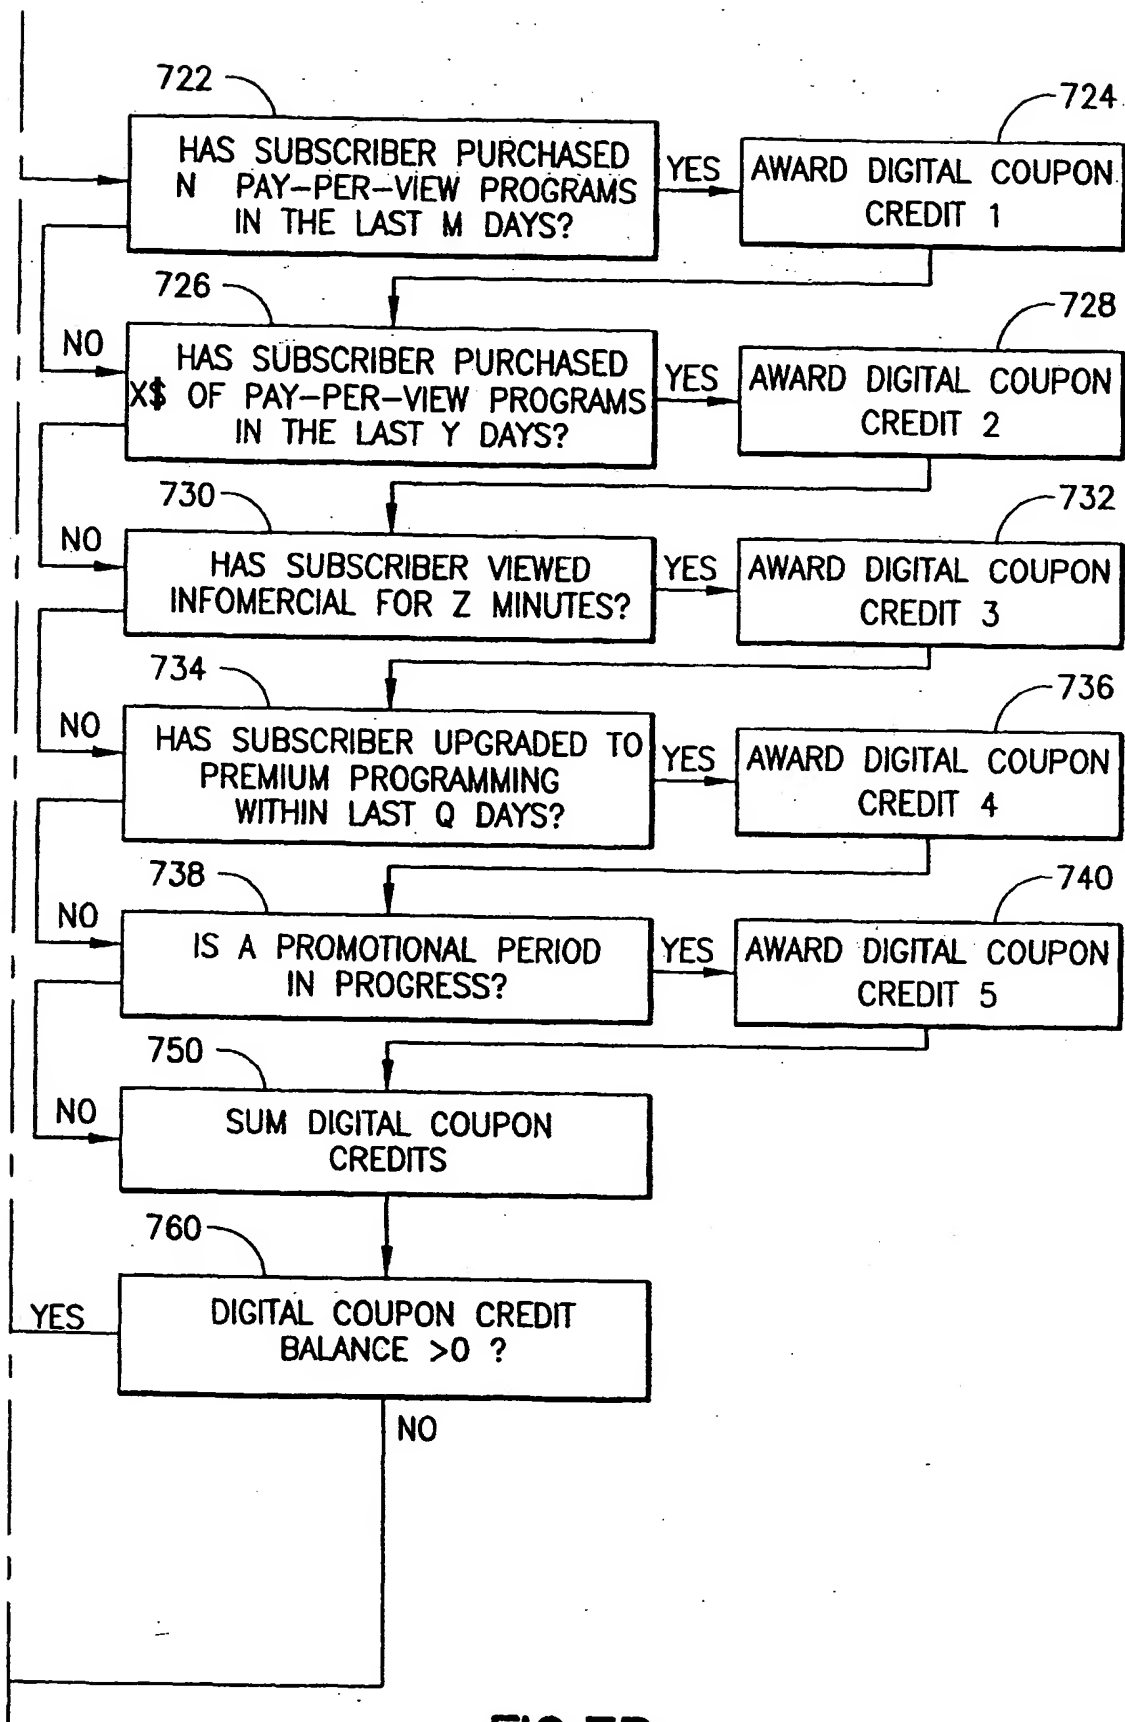 722
724
HAS SUBSCRIBER PURCHASED
N PAY-PER-VIEW PROGRAMS
IN THE LAST M DAYS?
YES
AWARD DIGITAL COUPON
CREDIT 1
726
728
NO
HAS SUBSCRIBER PURCHASED
X$ OF PAY-PER-VIEW PROGRAMS
IN THE LAST Y DAYS?
YES
AWARD DIGITAL COUPON
CREDIT 2
730
732
NO
HAS SUBSCRIBER VIEWED
INFOMERCIAL FOR Z MINUTES?
YES
AWARD DIGITAL COUPON
CREDIT 3
734
736
NO
HAS SUBSCRIBER UPGRADED TO
PREMIUM PROGRAMMING
WITHIN LAST Q DAYS?
YES
AWARD DIGITAL COUPON
CREDIT 4
738
740
NO
IS A PROMOTIONAL PERIOD
IN PROGRESS?
YES
AWARD DIGITAL COUPON
CREDIT 5
750
NO
SUM DIGITAL COUPON
CREDITS
760
YES
DIGITAL COUPON CREDIT
BALANCE >0 ?
NO